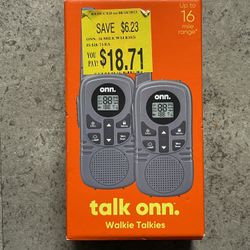 SAVE $6.23
ONN. 16 MILE WALKIES
YOU
PAY!
$18.71
Up to
16
mile
range*
onn.
onn.
talk onn.
Walkie Talkies